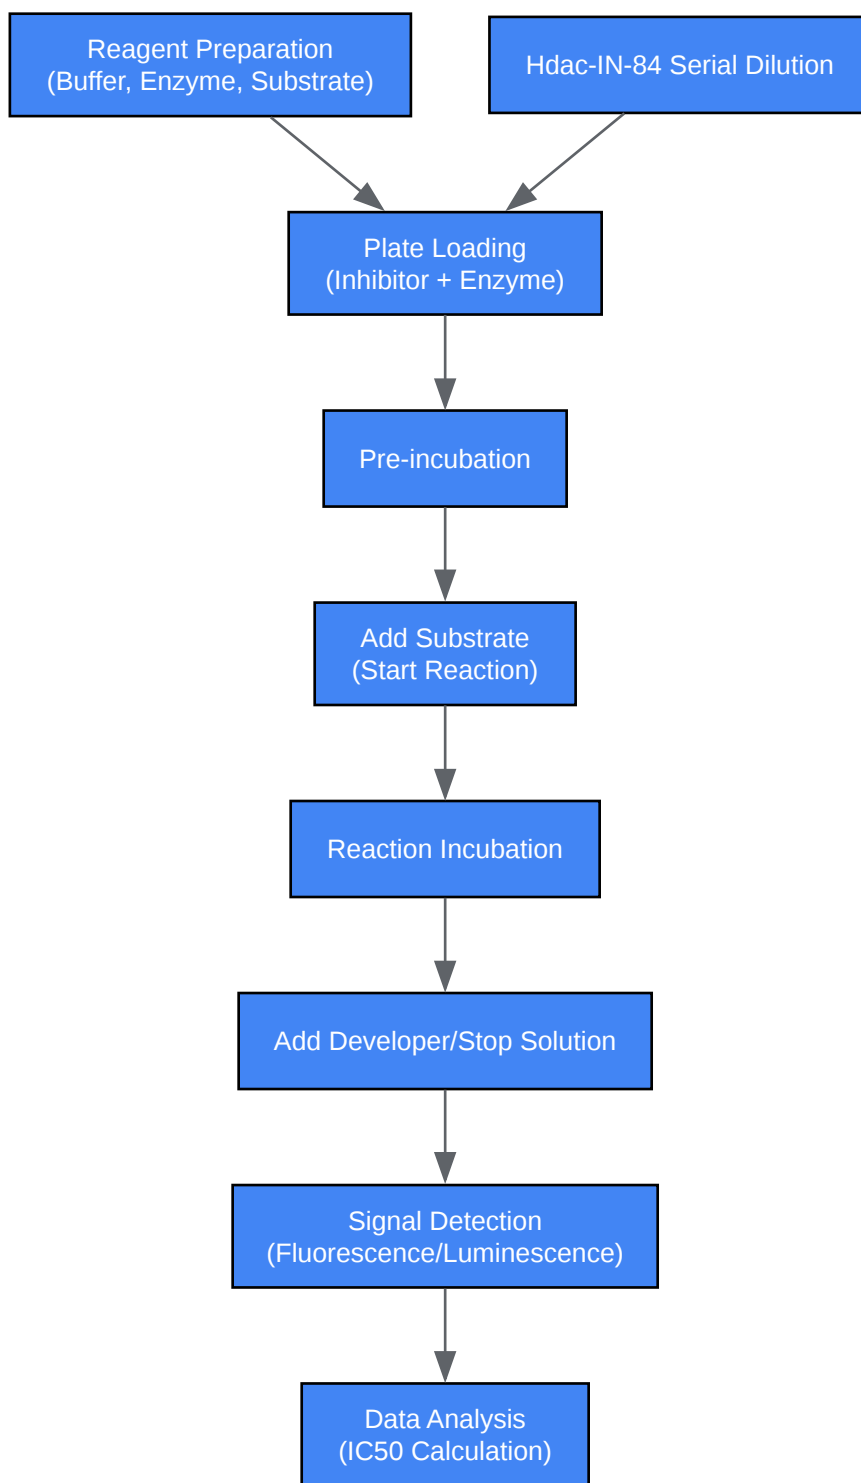 Reagent Preparation
(Buffer, Enzyme, Substrate)
Hdac-IN-84 Serial Dilution
Plate Loading
(Inhibitor + Enzyme)
Pre-incubation
Add Substrate
(Start Reaction)
Reaction Incubation
Add Developer/Stop Solution
Signal Detection
(Fluorescence/Luminescence)
Data Analysis
(IC50 Calculation)